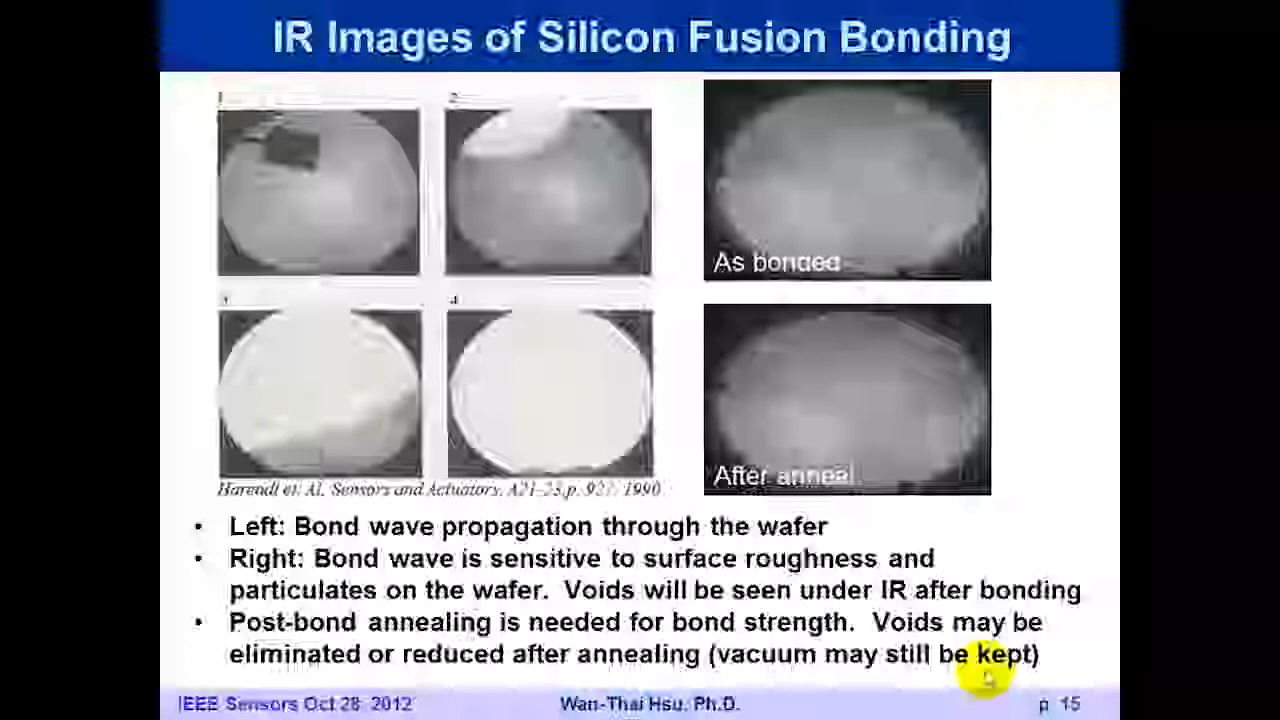 IR Images of Silicon Fusion Bonding
1
2
As bonded
3
4
After anneal
Harendt et. Al, Sensors and Actuators, A21-23,p. 1990
• Left: Bond wave propagation through the wafer
• Right: Bond wave is sensitive to surface roughness and
particulates on the wafer. Voids will be seen under IR after bonding
• Post-bond annealing is needed for bond strength. Voids may be
eliminated or reduced after annealing (vacuum may still be kept)
IEEE Sensors Oct 28, 2012
Wan-Thai Hsu, Ph.D.
p 15